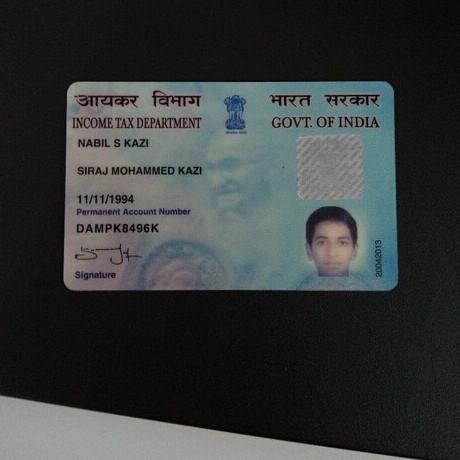 आयकर विभाग
INCOME TAX DEPARTMENT
भारत सरकार
GOVT. OF INDIA
NABIL S KAZI
SIRAJ MOHAMMED KAZI
11/11/1994
Permanent Account Number
DAMPK8496K
Signature
20042013